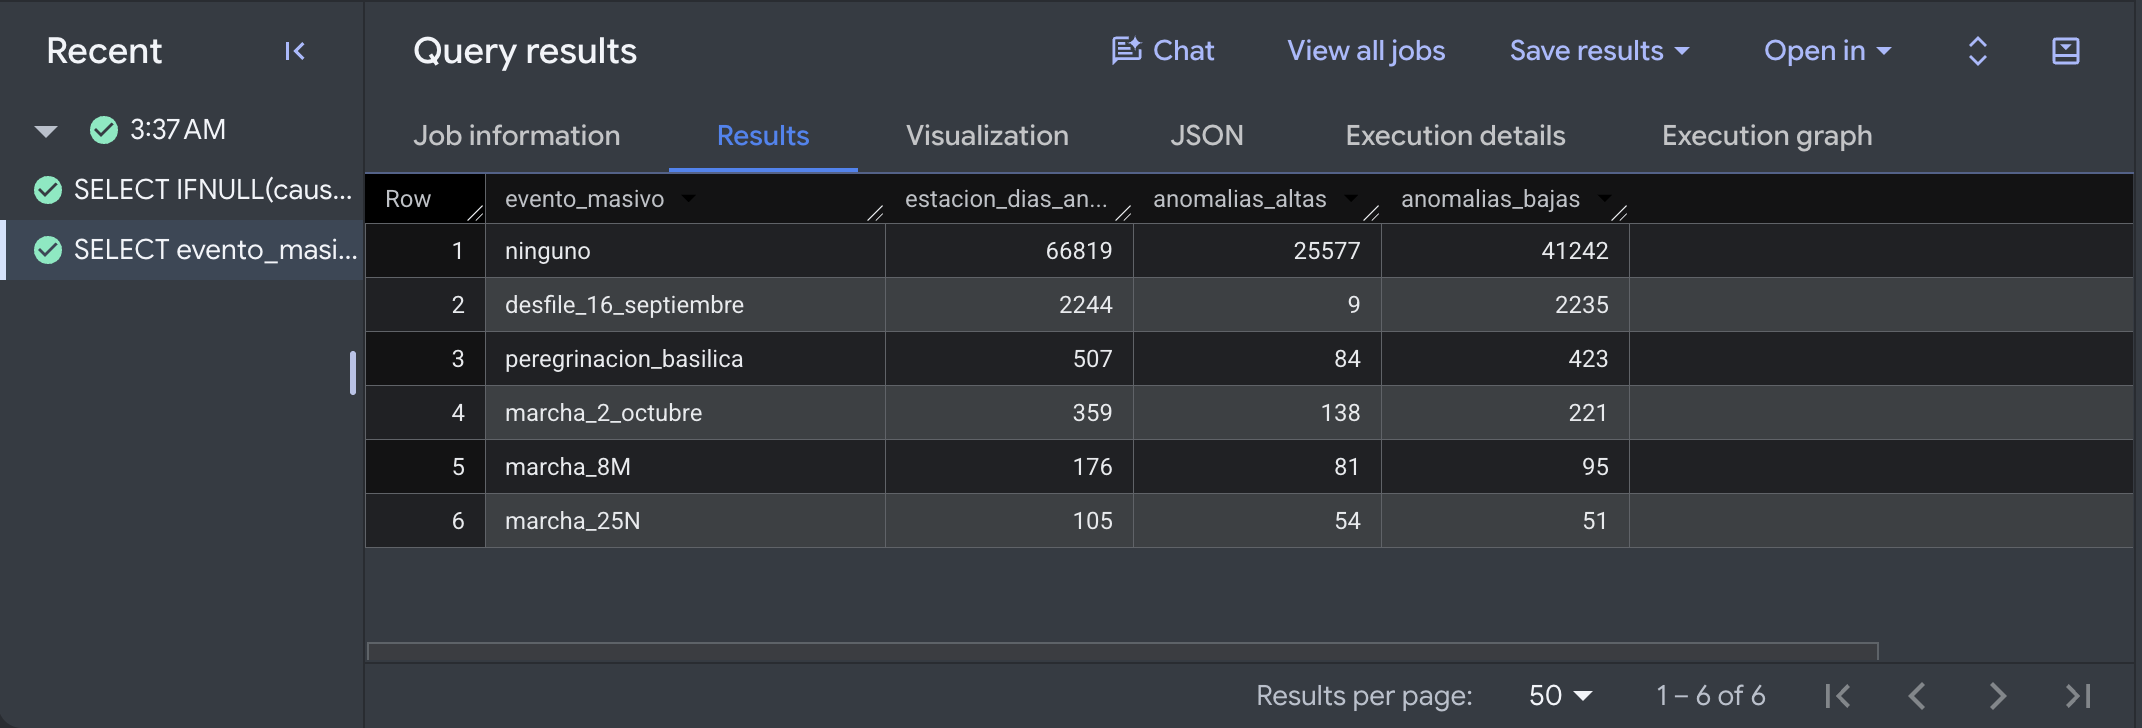 Recent
Query results
Chat
View all jobs
Save results
Open in
3:37 AM
SELECT IFNULL(caus...
SELECT evento_masi...
Job information
Results
Visualization
JSON
Execution details
Execution graph
Row evento_masivo estacion_dias_an... anomalias_altas anomalias_bajas
1 ninguno 66819 25577 41242
2 desfile_16_septiembre 2244 9 2235
3 peregrinacion_basilica 507 84 423
4 marcha_2_octubre 359 138 221
5 marcha_8M 176 81 95
6 marcha_25N 105 54 51
Results per page: 50 1 – 6 of 6